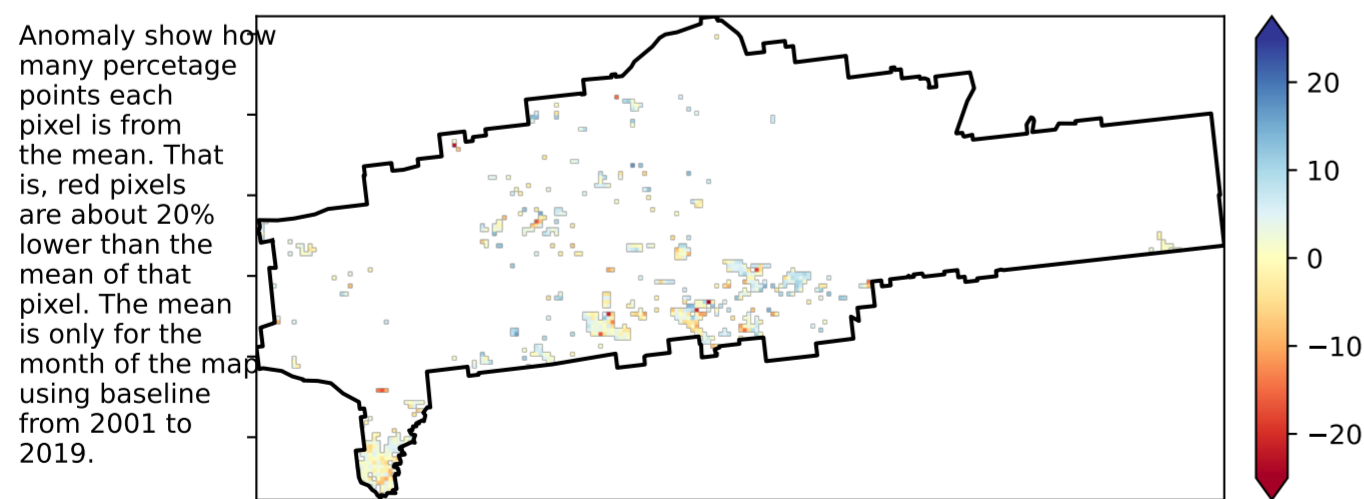 Anomaly show how
many percetage
points each
pixel is from
the mean. That
is, red pixels
are about 20%
lower than the
mean of that
pixel. The mean
is only for the
month of the map
using baseline
from 2001 to
2019.
20
10
0
−10
−20